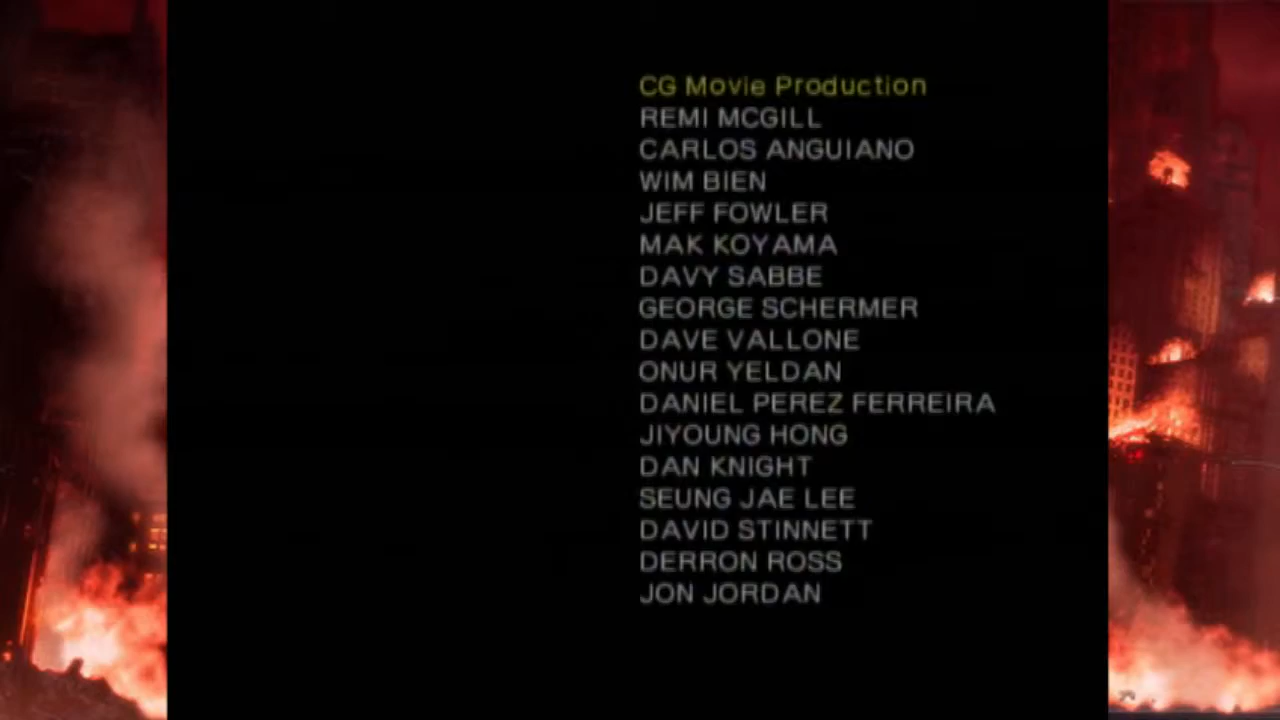 CG Movie Production
REMI MCGILL
CARLOS ANGUIANO
WIM BIEN
JEFF FOWLER
MAK KOYAMA
DAVY SABBE
GEORGE SCHERMER
DAVE VALLONE
ONUR YELDAN
DANIEL PEREZ FERREIRA
JIYOUNG HONG
DAN KNIGHT
SEUNG JAE LEE
DAVID STINNETT
DERRON ROSS
JON JORDAN